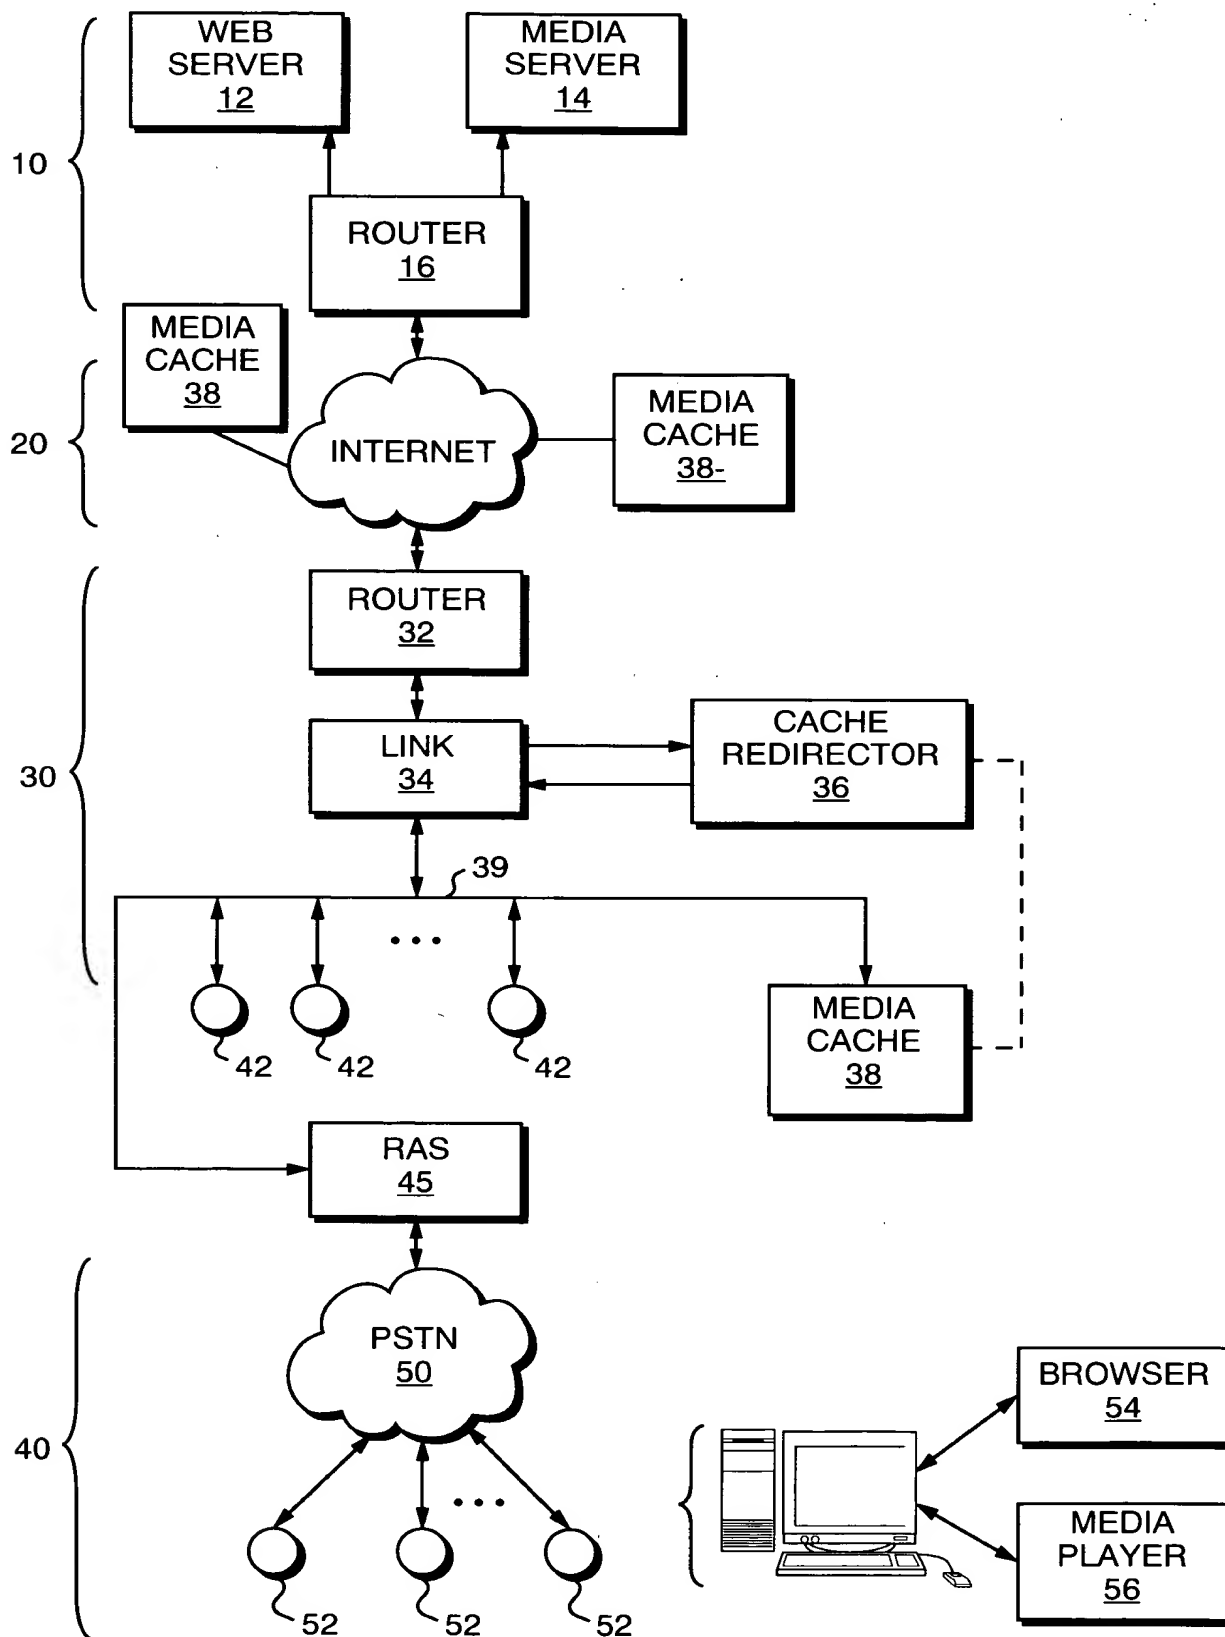 WEB
SERVER
12
MEDIA
SERVER
14
10
ROUTER
16
MEDIA
CACHE
38
20
INTERNET
MEDIA
CACHE
38-
ROUTER
32
30
LINK
34
CACHE
REDIRECTOR
36
39
...
42
42
42
MEDIA
CACHE
38
RAS
45
40
PSTN
50
...
52
52
52
BROWSER
54
MEDIA
PLAYER
56